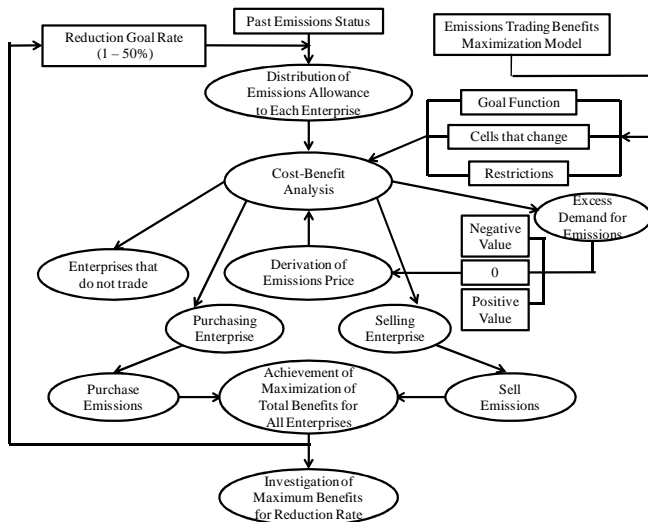 Past Emissions Status
Reduction Goal Rate
(1 – 50%)
Emissions Trading Benefits
Maximization Model
Distribution of
Emissions Allowance
to Each Enterprise
Goal Function
Cells that change
Restrictions
Cost-Benefit
Analysis
Excess
Demand for
Emissions
Negative
Value
0
Positive
Value
Enterprises that
do not trade
Derivation of
Emissions Price
Purchasing
Enterprise
Selling
Enterprise
Purchase
Emissions
Achievement of
Maximization of
Total Benefits for
All Enterprises
Sell
Emissions
Investigation of
Maximum Benefits
for Reduction Rate